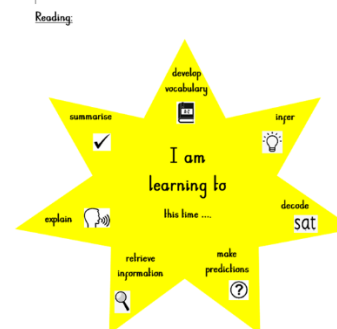 Reading:
develop
vocabulary
summarise
infer
I am
learning to
this time ....
explain
decode
sat
retrieve
information
make
predictions
?